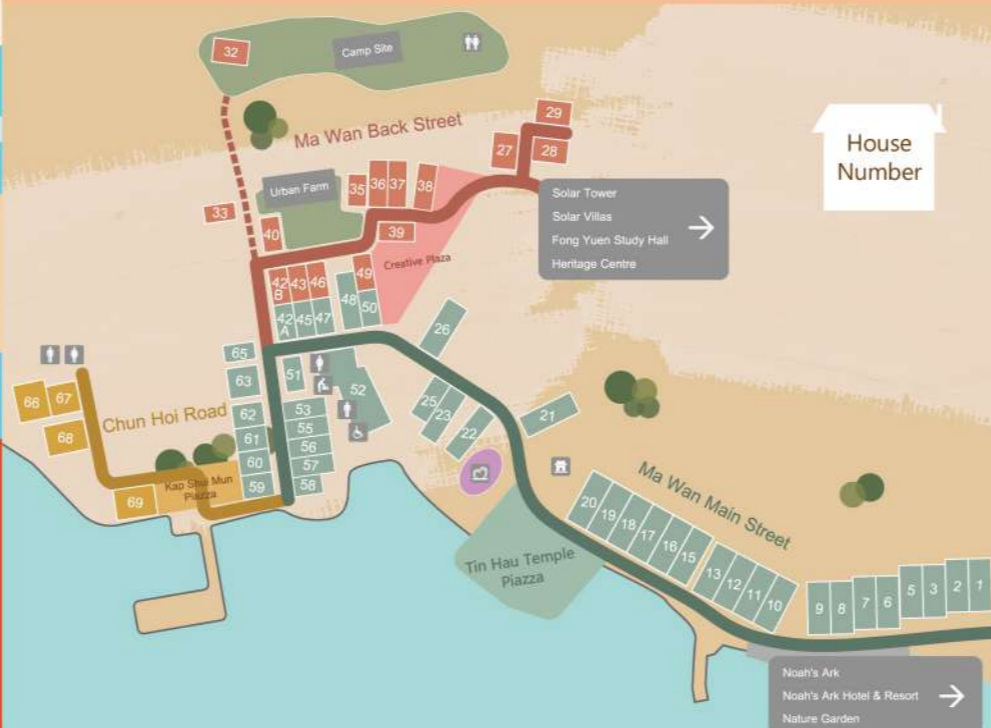 32
Camp Site
Ma Wan Back Street
29
27
28
House
Number
Urban Farm
35
36
37
38
33
40
39
Solar Tower
Solar Villas
Fong Yuen Study Hall
Heritage Centre
Creative Plaza
42
B
43
46
49
48
50
42
A
45
47
26
65
51
63
52
66
67
68
Chun Hoi Road
62
61
60
59
53
55
56
57
58
25
23
22
21
Kap Shui Mun
Piazza
69
Ma Wan Main Street
20
19
18
17
16
15
13
12
11
10
9
8
7
6
5
3
2
1
Tin Hau Temple
Piazza
Noah's Ark
Noah's Ark Hotel & Resort
Nature Garden